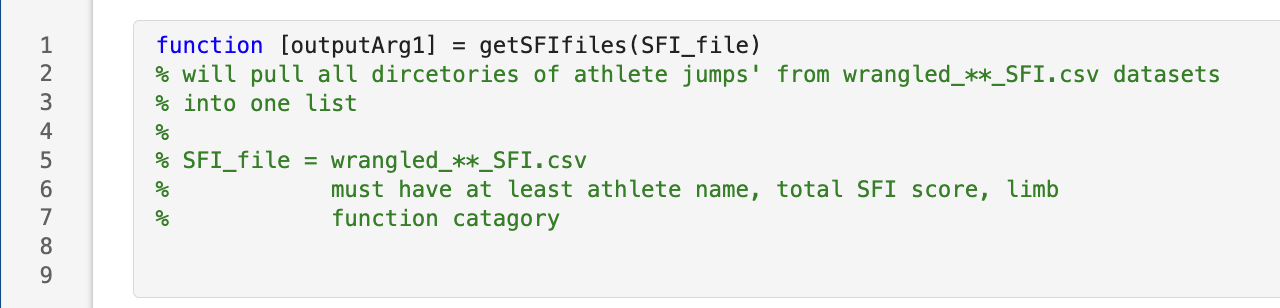 1 function [outputArg1] = getSFIfiles(SFI_file)
2 % will pull all dircetories of athlete jumps' from wrangled_**_SFI.csv datasets
3 % into one list
4 %
5 % SFI_file = wrangled_**_SFI.csv
6 %            must have at least athlete name, total SFI score, limb
7 %            function catagory
8
9